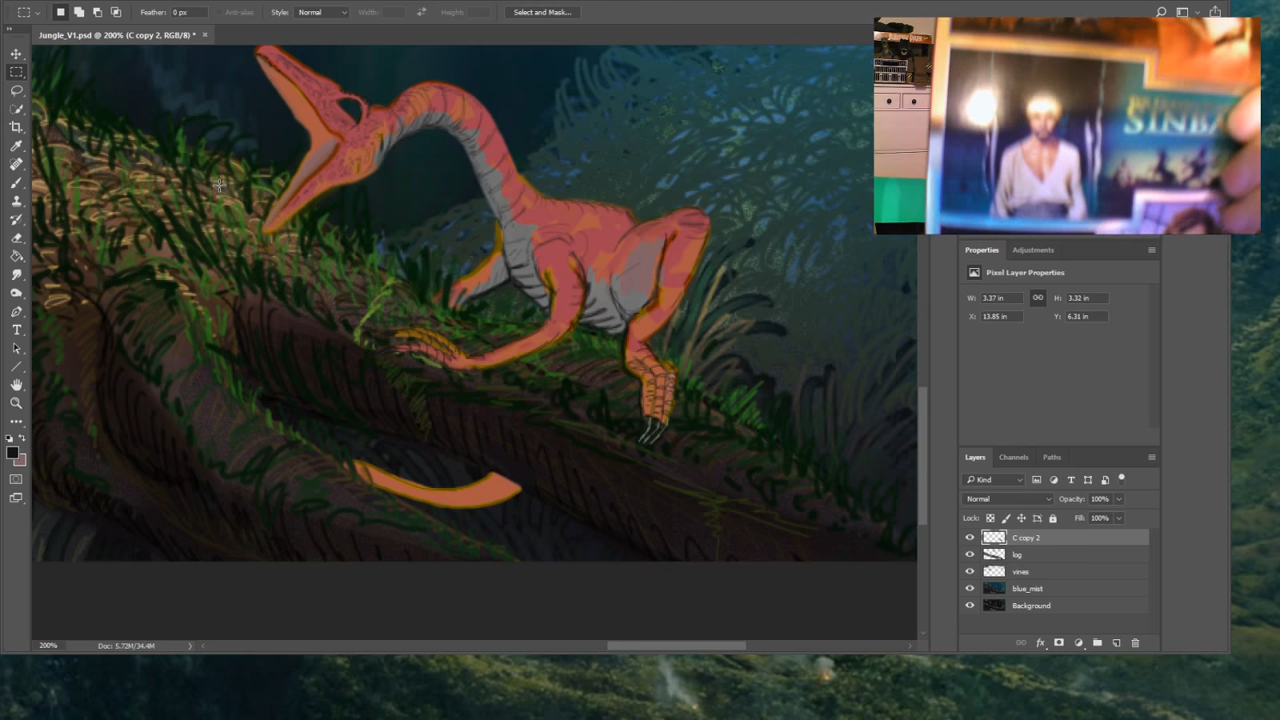 Feather: 0 px Anti-alias Style: Normal Width: Height: Select and Mask...
Jungle_V1.psd @ 200% (C copy 2, RGB/8) * ×
SINBA
Properties Adjustments
Pixel Layer Properties
W: 3.37 in H: 3.32 in
X: 13.85 in Y: 6.31 in
Layers Channels Paths
Kind
Normal Opacity: 100%
Lock: Fill: 100%
C copy 2
log
vines
blue_mist
Background
fx
200% Doc: 5.72M/34.4M